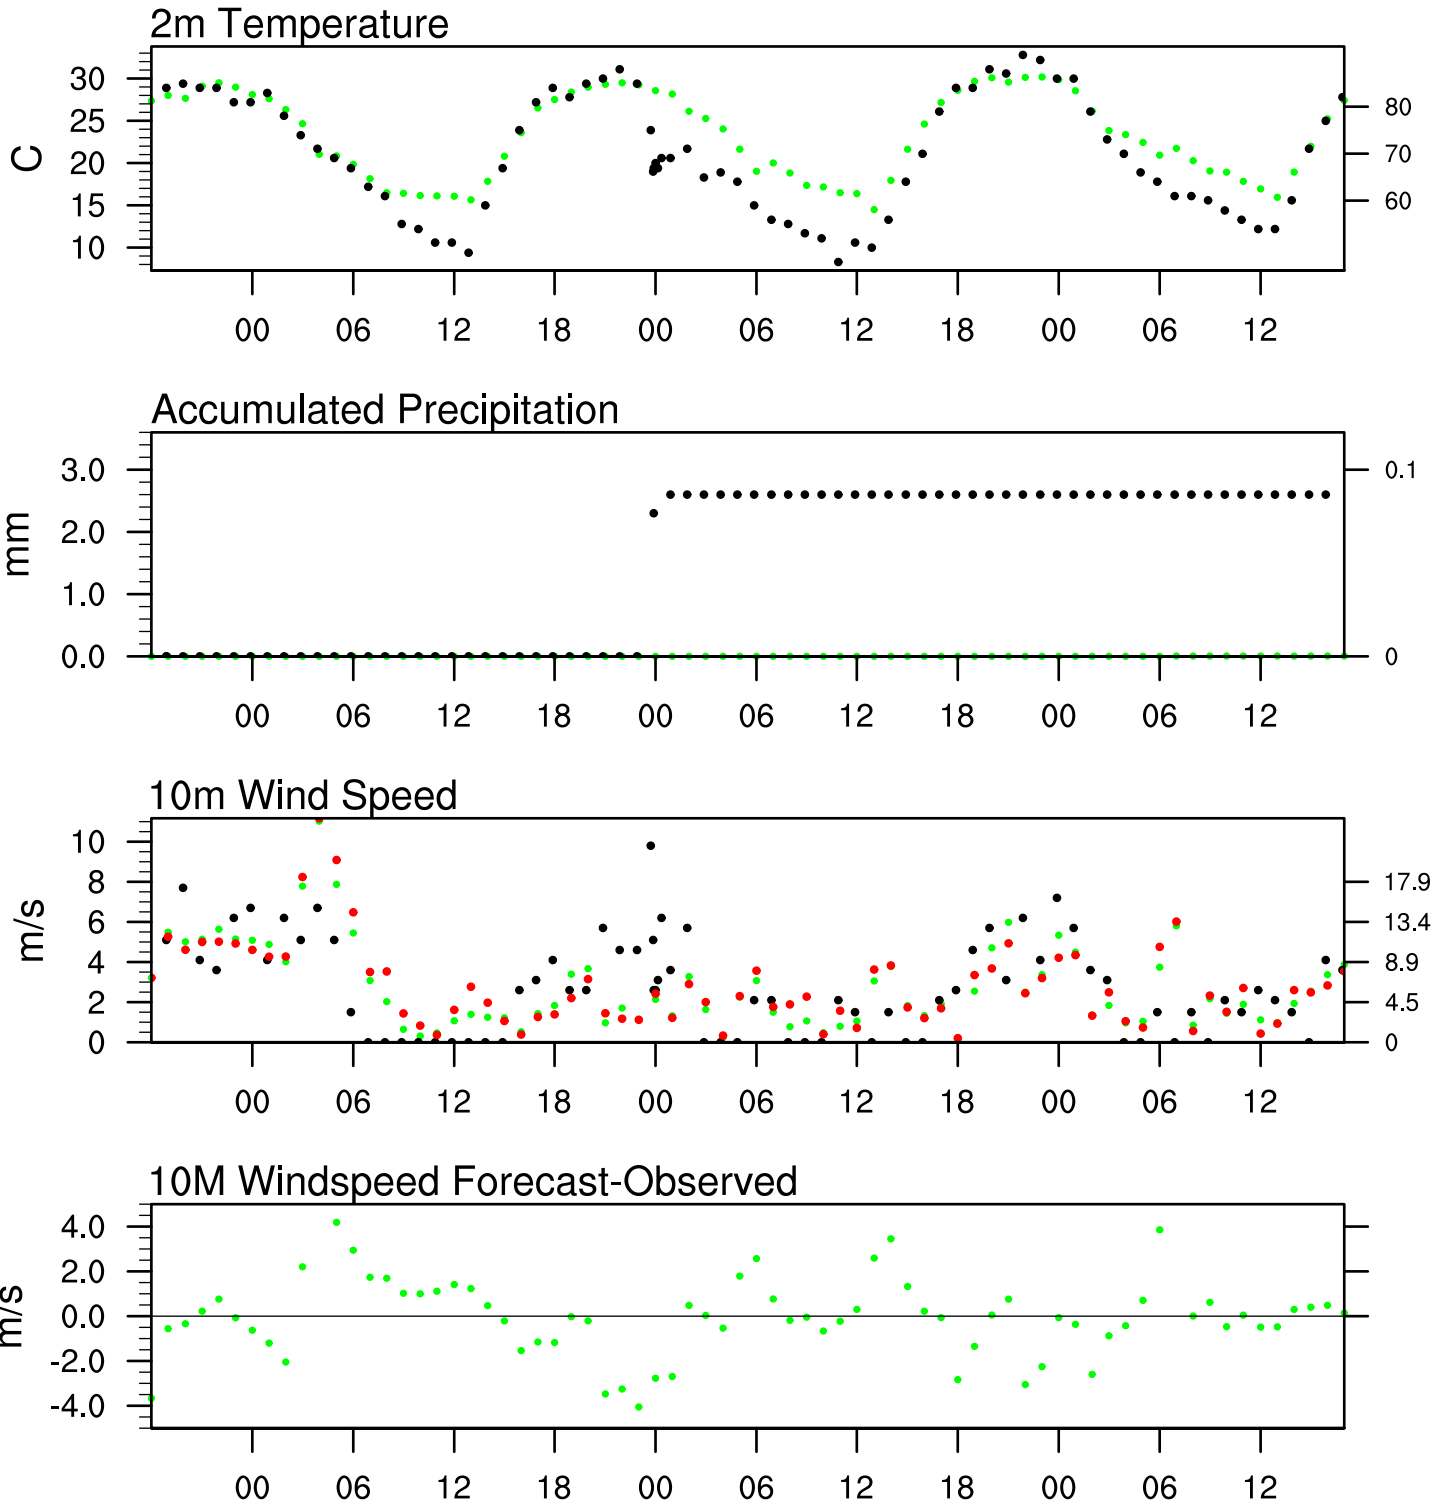 2m Temperature
30
25
20
15
10
C
80
70
60
00 06 12 18 00 06 12 18 00 06 12
Accumulated Precipitation
3.0
2.0
1.0
0.0
mm
0.1
0
00 06 12 18 00 06 12 18 00 06 12
10m Wind Speed
10
8
6
4
2
0
m/s
17.9
13.4
8.9
4.5
0
00 06 12 18 00 06 12 18 00 06 12
10M Windspeed Forecast-Observed
4.0
2.0
0.0
-2.0
-4.0
m/s
00 06 12 18 00 06 12 18 00 06 12